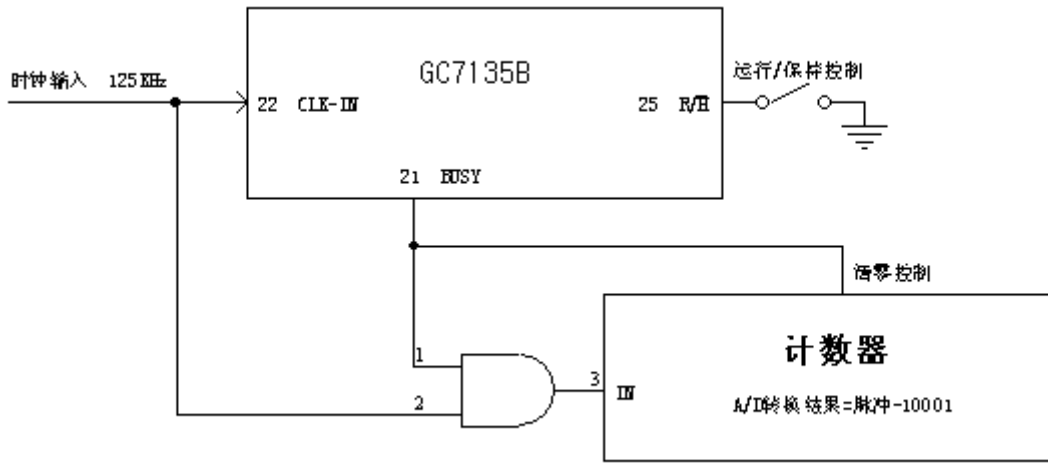 GC7135B
时钟输入 125KHz
运行/保持控制
22 CLK-IN
25 R/H
21 BUSY
清零控制
计数器
1
3 IN
2
A/D转换结果=脉冲-10001